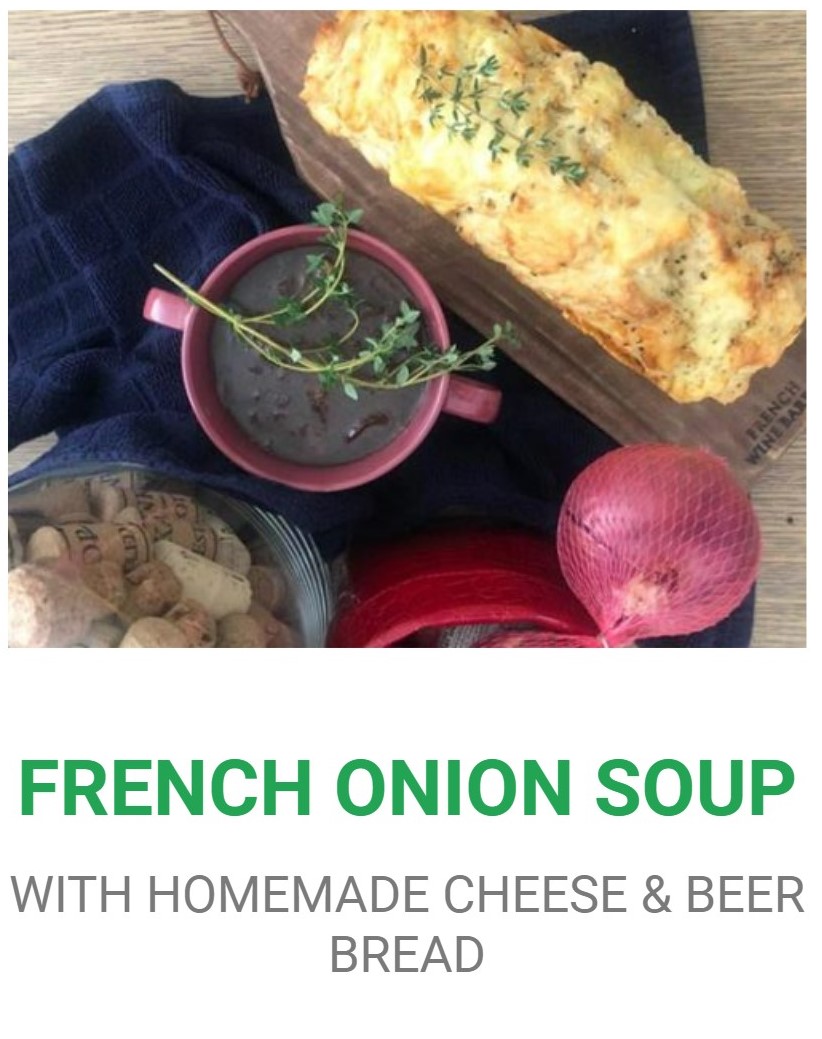 FRENCH
WINE BAR
FRENCH ONION SOUP
WITH HOMEMADE CHEESE & BEER
BREAD